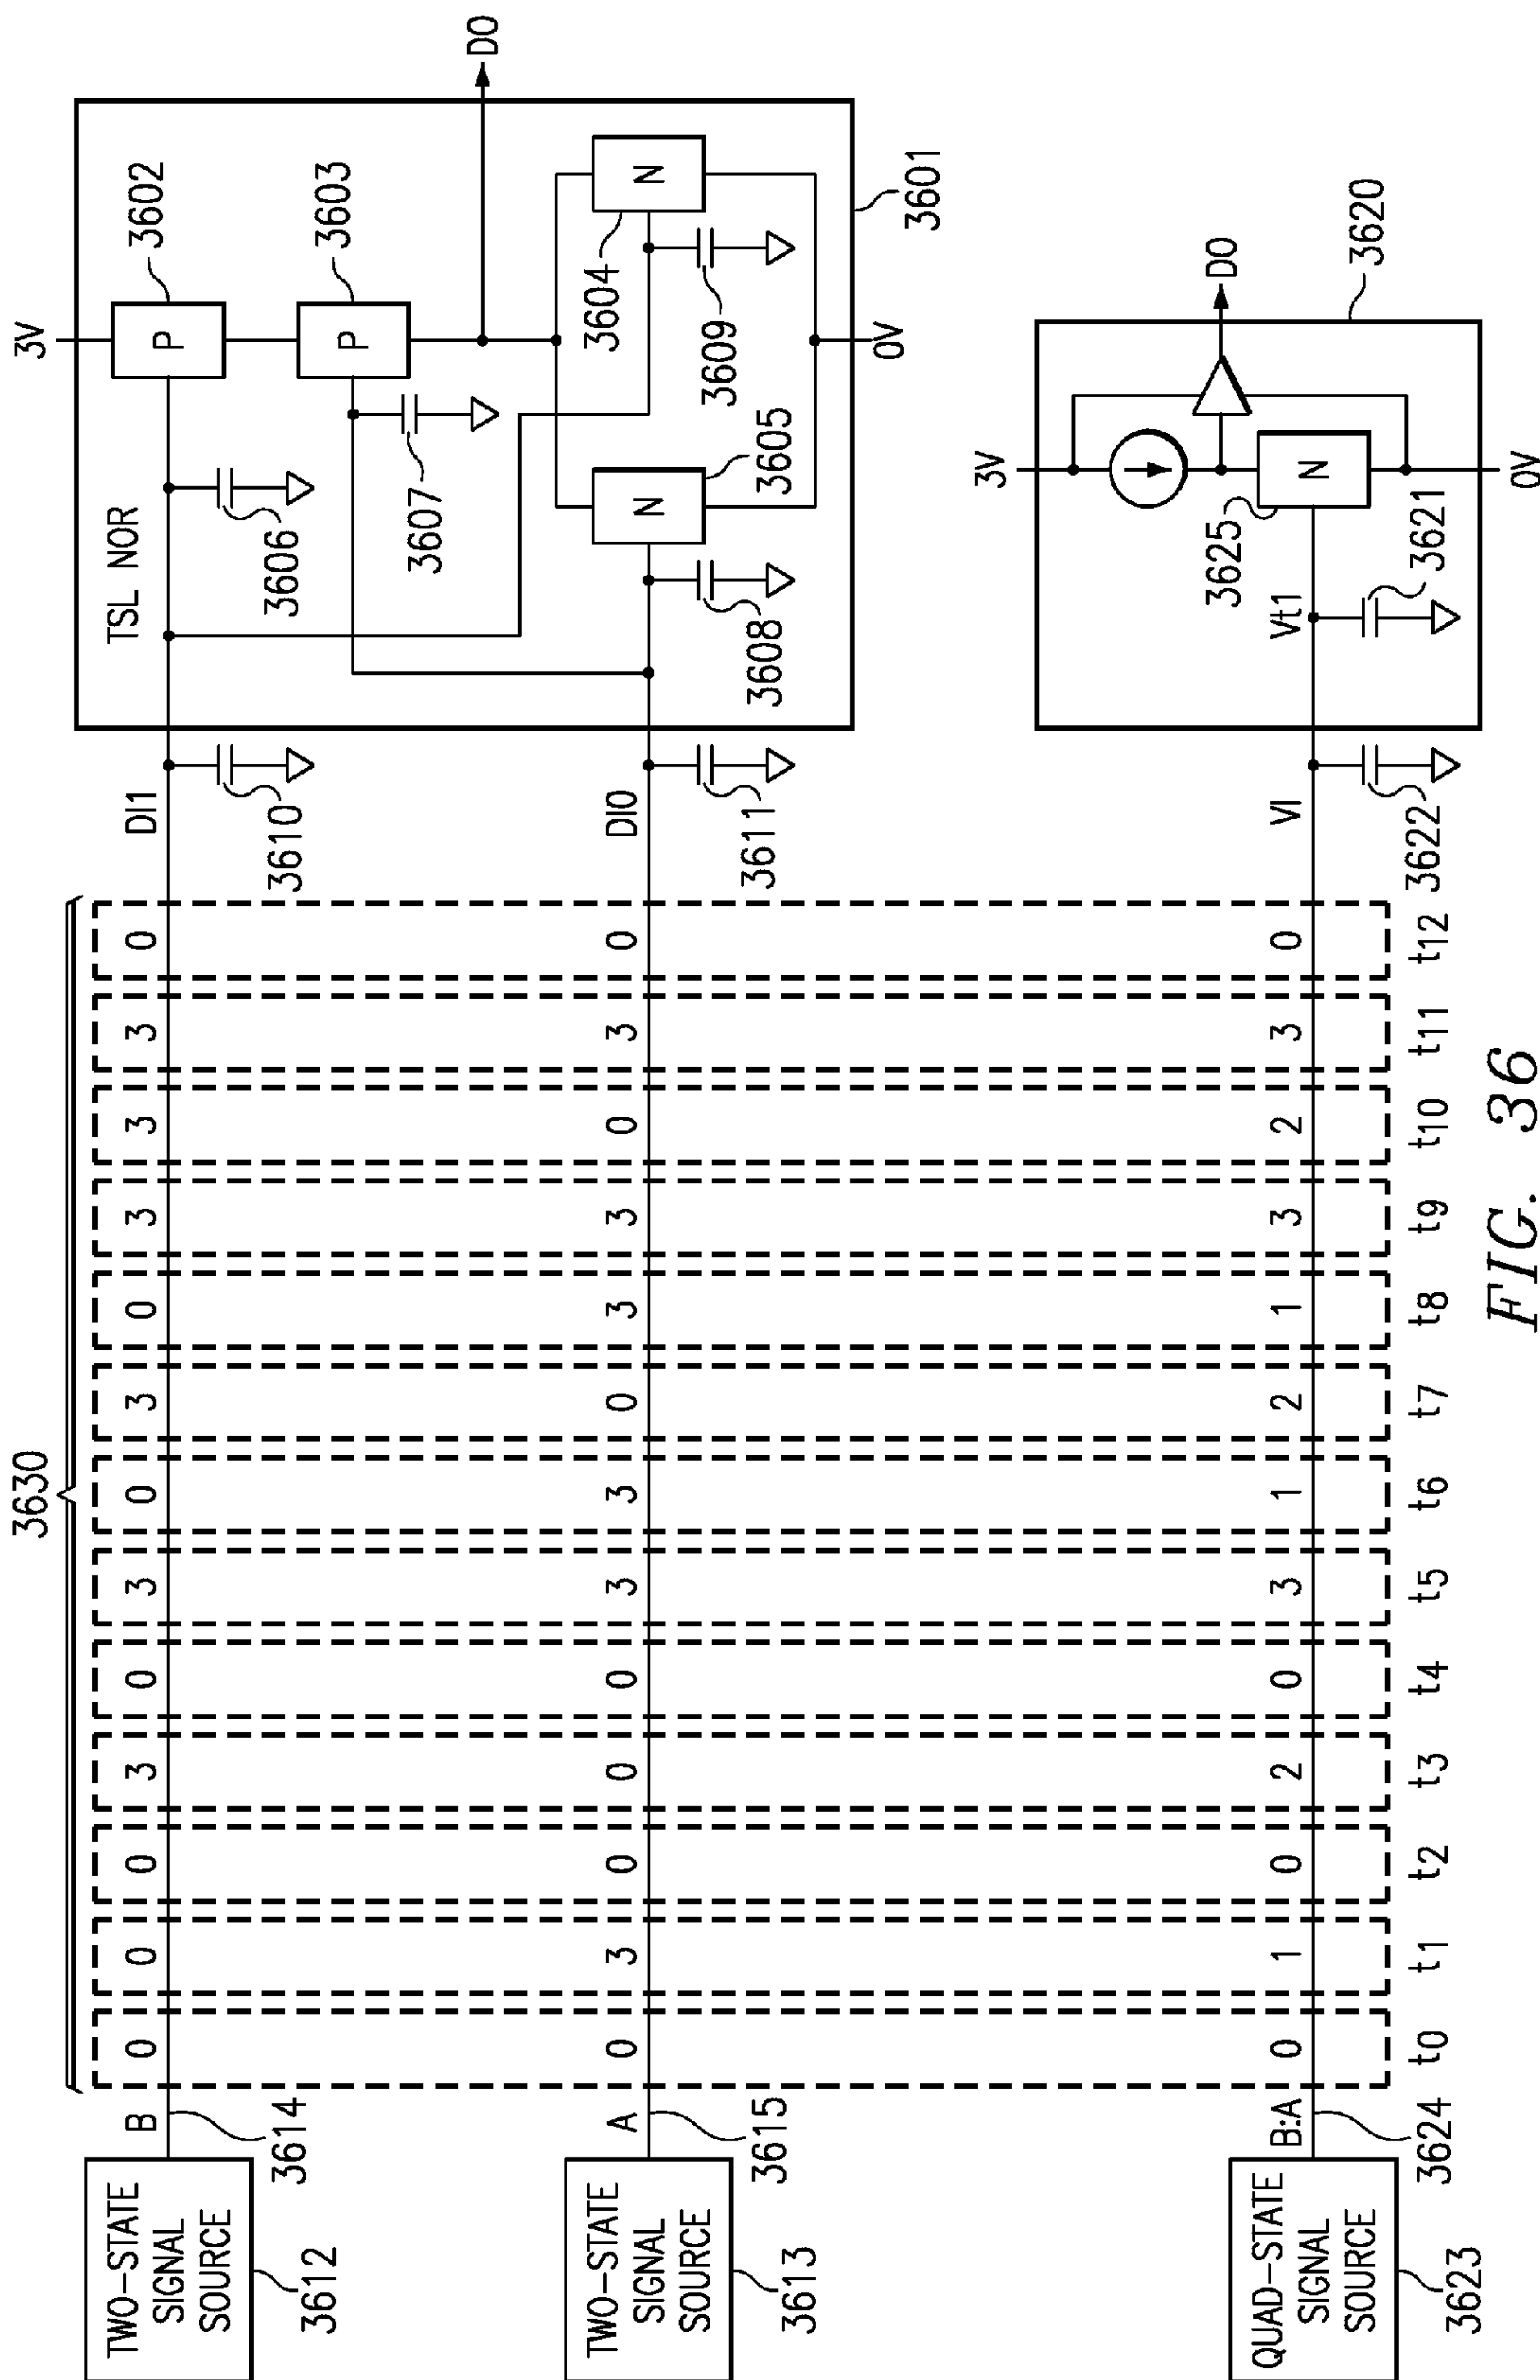 3630
TWO-STATE
SIGNAL
SOURCE
3612
B
3614
0 0 0 3 0 3 0 3 0 3 3 3 0
DI1
3610
TSL NOR
3606
3V
P
3602
P
3603
3607
DO
TWO-STATE
SIGNAL
SOURCE
3613
A
3615
0 3 0 0 0 3 3 0 3 3 0 3 0
DI0
3611
3608
N
3605
N
3604
3609
0V
3601
QUAD-STATE
SIGNAL
SOURCE
3623
B:A
3624
0 1 0 2 0 3 1 2 1 3 2 3 0
VI
3622
Vt1
3621
3V
N
3625
DO
0V
3620
t0 t1 t2 t3 t4 t5 t6 t7 t8 t9 t10 t11 t12
FIG. 36